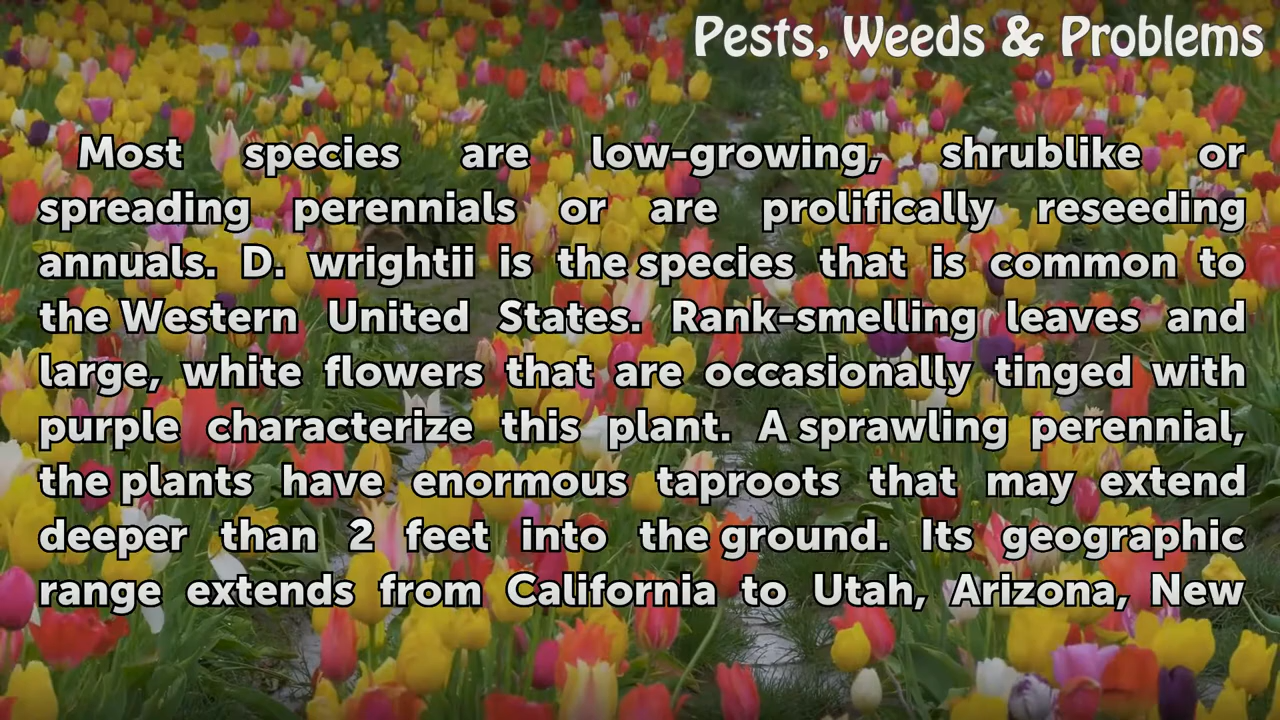 Pests, Weeds & Problems
Most species are low-growing, shrublike or
spreading perennials or are prolifically reseeding
annuals. D. wrightii is the species that is common to
the Western United States. Rank-smelling leaves and
large, white flowers that are occasionally tinged with
purple characterize this plant. A sprawling perennial,
the plants have enormous taproots that may extend
deeper than 2 feet into the ground. Its geographic
range extends from California to Utah, Arizona, New